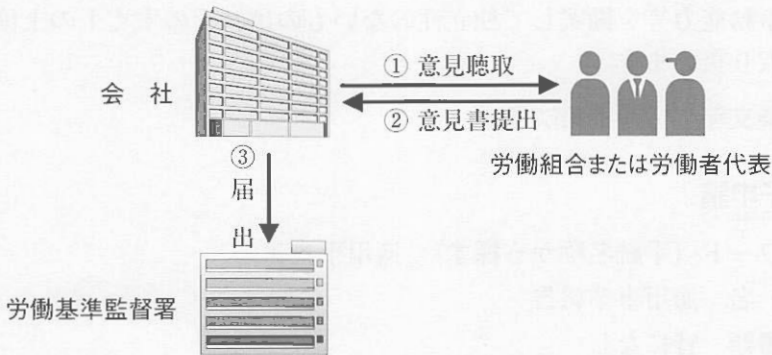 ① 意見聴取
会　社
② 意見書提出
労働組合または労働者代表
③
届
出
労働基準監督署